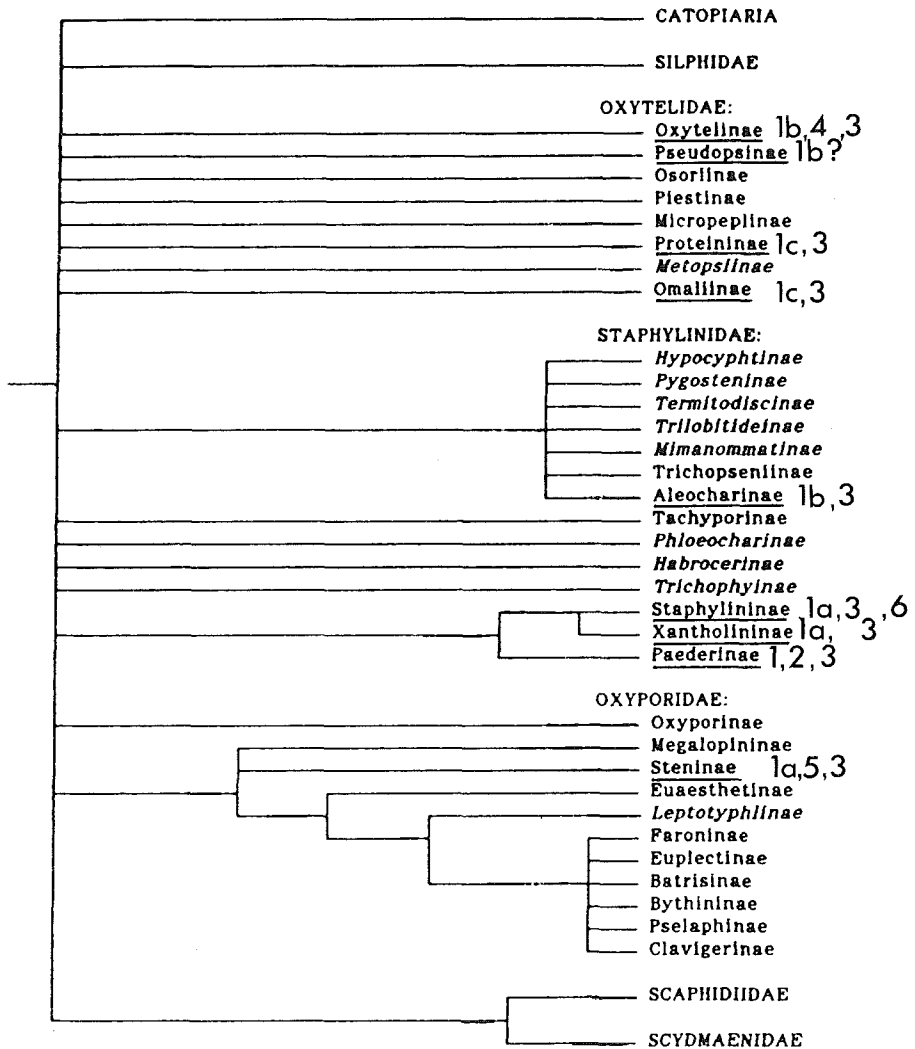 CATOPIARIA
SILPHIDAE
OXYTELIDAE:
Oxytelinae 1b,4,3
Pseudopsinae 1b?
Osoriinae
Piestinae
Micropeplinae
Proteininae 1c,3
Metopsiinae
Omaliinae 1c,3
STAPHYLINIDAE:
Hypocyphtinae
Pygosteninae
Termitodiscinae
Trilobitideinae
Mimanommatinae
Trichopseniinae
Aleocharinae 1b,3
Tachyporinae
Phloeocharinae
Habrocerinae
Trichophyinae
Staphylininae 1a,3,6
Xantholininae 1a, 3
Paederinae 1,2,3
OXYPORIDAE:
Oxyporinae
Megalopininae
Steninae 1a,5,3
Euaesthetinae
Leptotyphlinae
Faroninae
Euplectinae
Batrisinae
Bythininae
Pselaphinae
Clavigerinae
SCAPHIDIIDAE
SCYDMAENIDAE